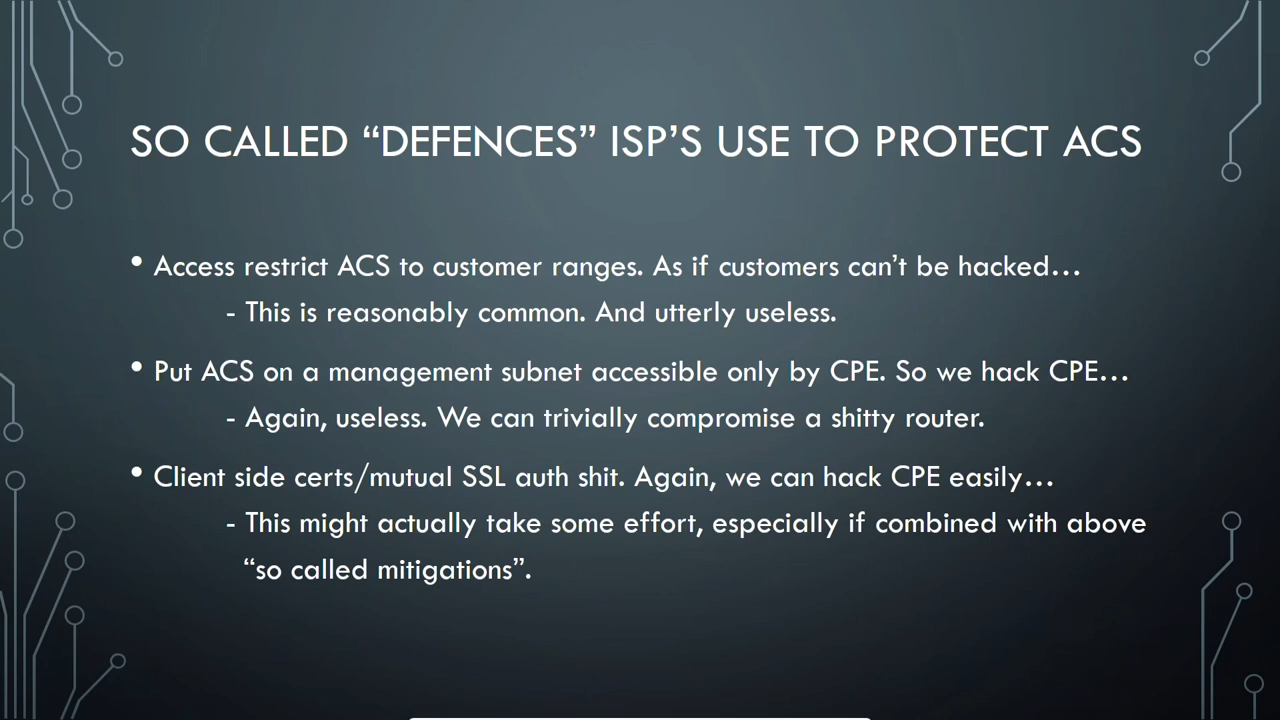 SO CALLED “DEFENCES” ISP’S USE TO PROTECT ACS
• Access restrict ACS to customer ranges. As if customers can’t be hacked…
- This is reasonably common. And utterly useless.
• Put ACS on a management subnet accessible only by CPE. So we hack CPE…
- Again, useless. We can trivially compromise a shitty router.
• Client side certs/mutual SSL auth shit. Again, we can hack CPE easily…
- This might actually take some effort, especially if combined with above
“so called mitigations”.